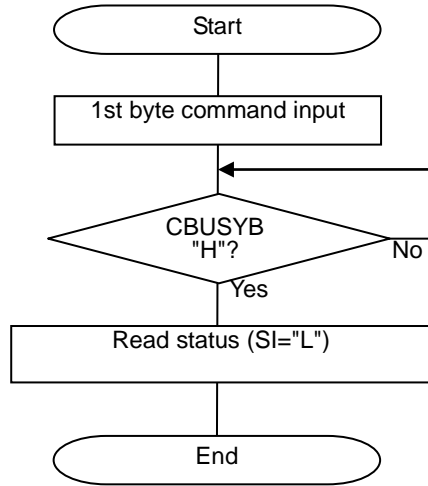 Start
1st byte command input
CBUSYB
"H"?
No
Yes
Read status (SI="L")
End